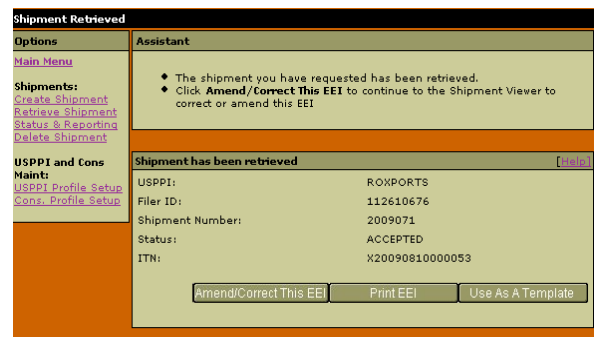 Shipment Retrieved
Options
Main Menu
Shipments:
Create Shipment
Retrieve Shipment
Status & Reporting
Delete Shipment
USPPI and Cons
Maint:
USPPI Profile Setup
Cons. Profile Setup
Assistant
The shipment you have requested has been retrieved.
Click Amend/Correct This EEI to continue to the Shipment Viewer to
correct or amend this EEI
Shipment has been retrieved [Help]
USPPI: ROXPORTS
Filer ID: 112610676
Shipment Number: 2009071
Status: ACCEPTED
ITN: X20090810000053
Amend/Correct This EEI Print EEI Use As A Template